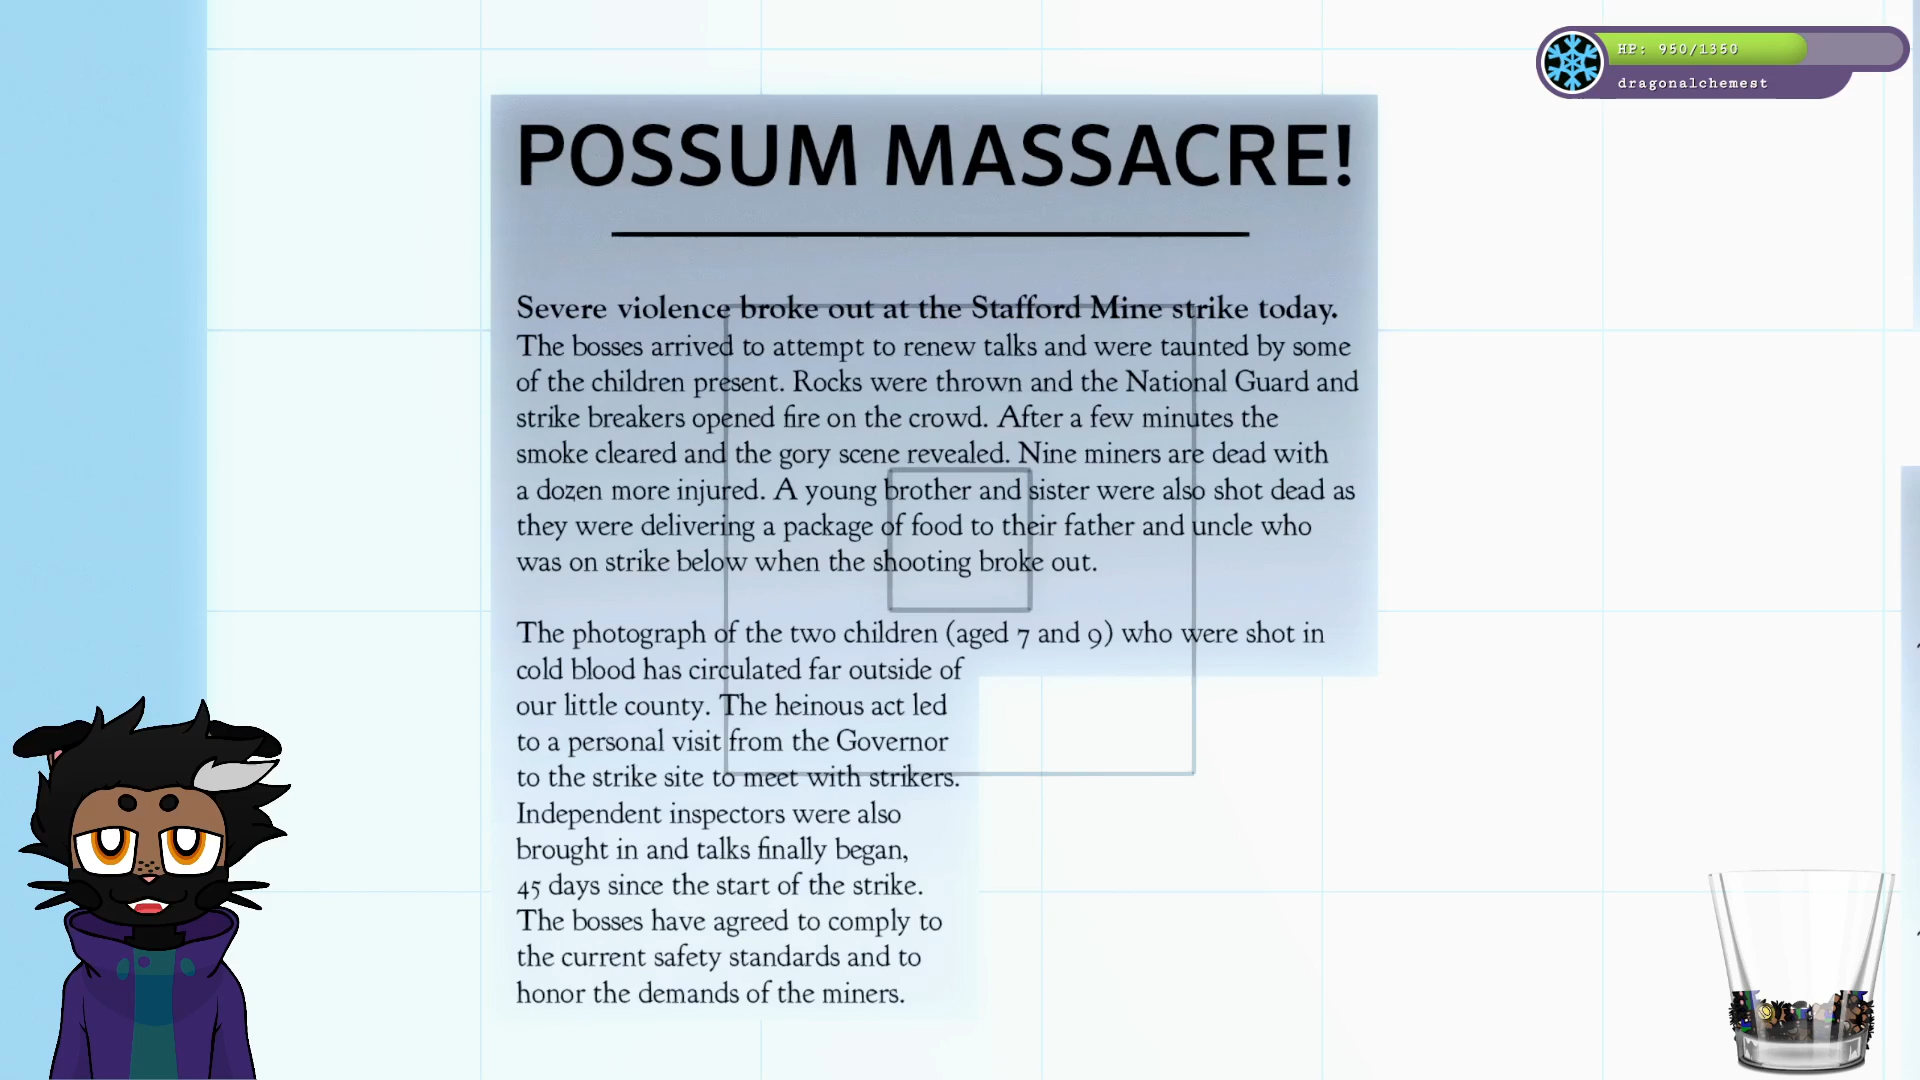 HP: 950/1350
dragonalchemest
POSSUM MASSACRE!
Severe violence broke out at the Stafford Mine strike today.
The bosses arrived to attempt to renew talks and were taunted by some
of the children present. Rocks were thrown and the National Guard and
strike breakers opened fire on the crowd. After a few minutes the
smoke cleared and the gory scene revealed. Nine miners are dead with
a dozen more injured. A young brother and sister were also shot dead as
they were delivering a package of food to their father and uncle who
was on strike below when the shooting broke out.
The photograph of the two children (aged 7 and 9) who were shot in
cold blood has circulated far outside of
our little county. The heinous act led
to a personal visit from the Governor
to the strike site to meet with strikers.
Independent inspectors were also
brought in and talks finally began,
45 days since the start of the strike.
The bosses have agreed to comply to
the current safety standards and to
honor the demands of the miners.